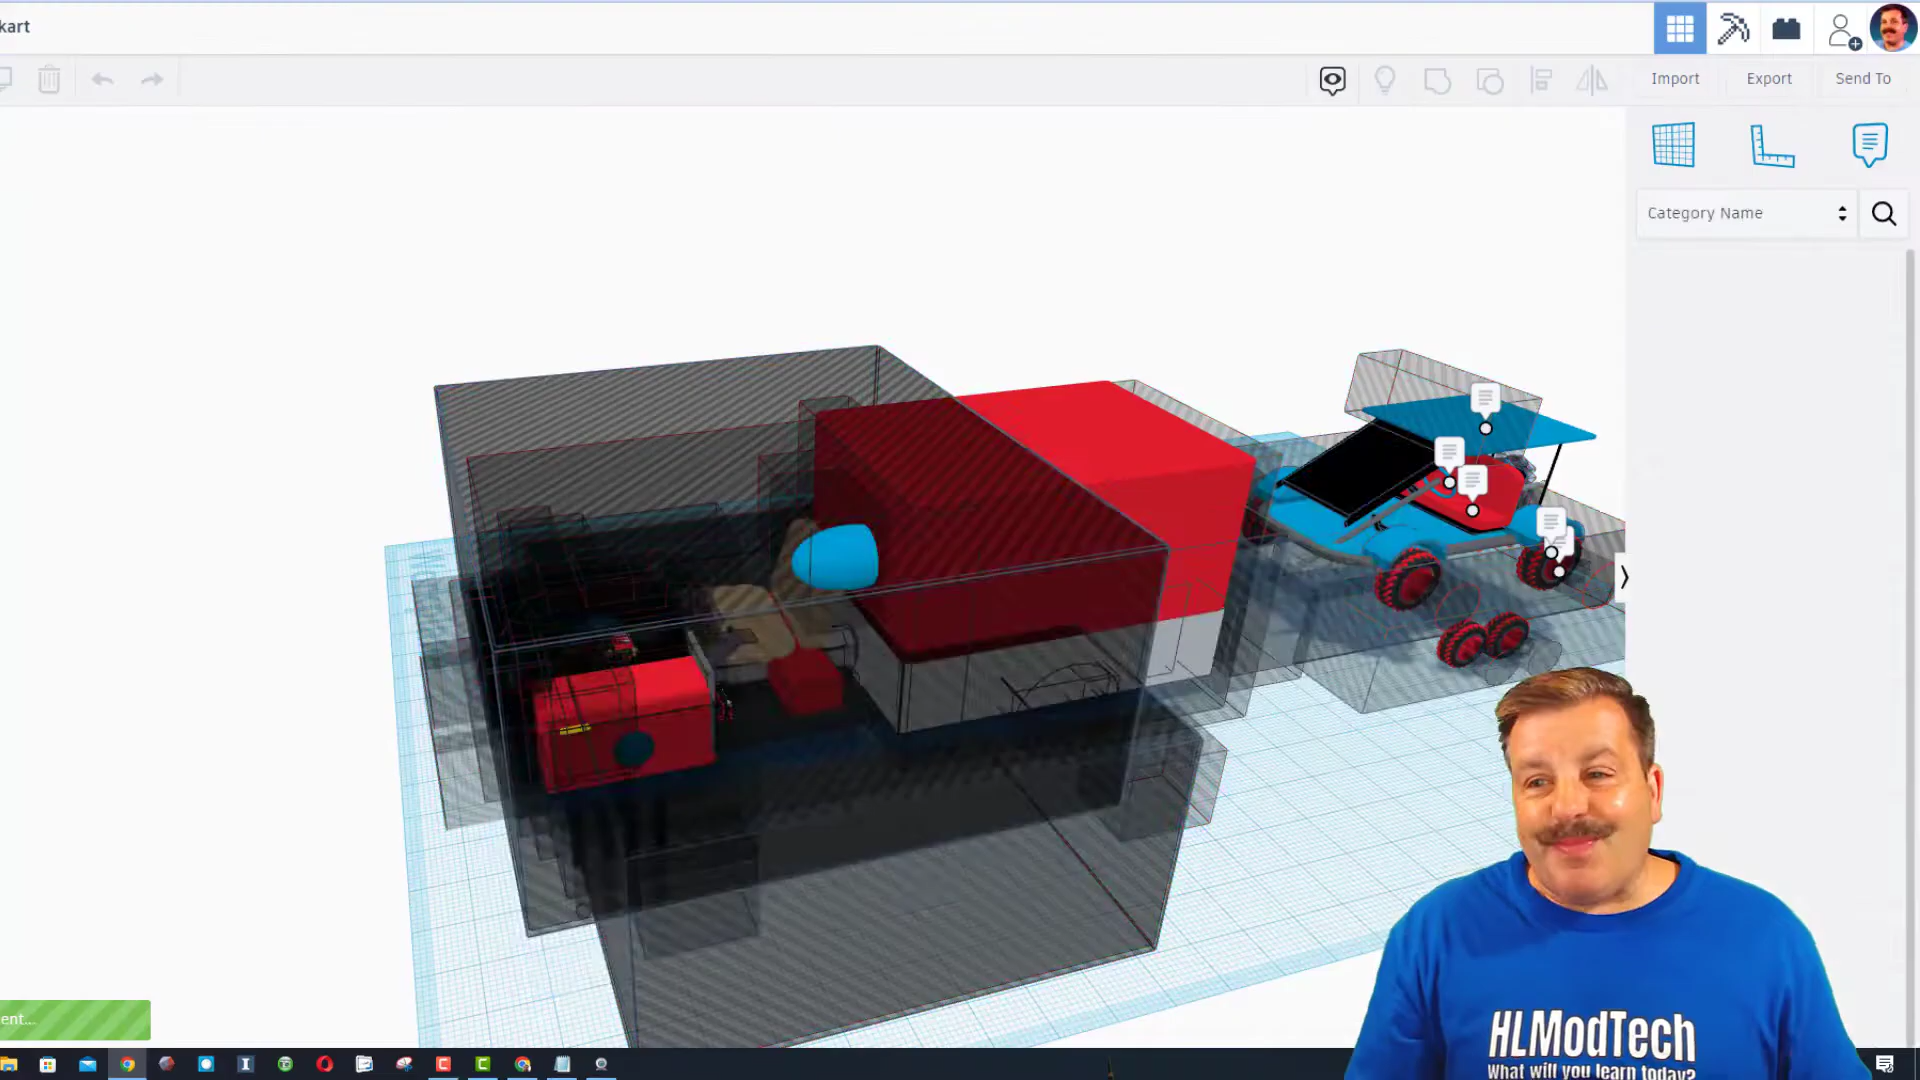 kart
Import
Export
Send To
Category Name
ent...
HLModTech
What will you learn today?